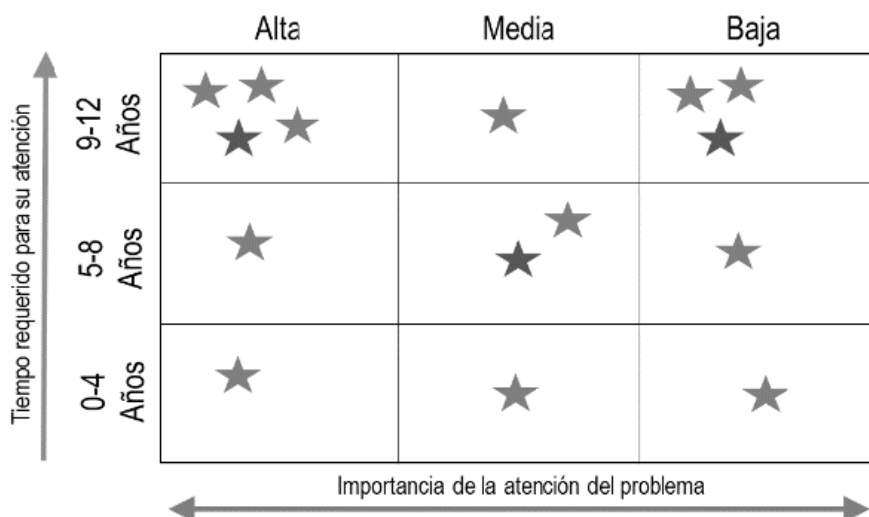 Alta Media Baja
Tiempo requerido para su atención
9-12
Años
5-8
Años
0-4
Años
Importancia de la atención del problema